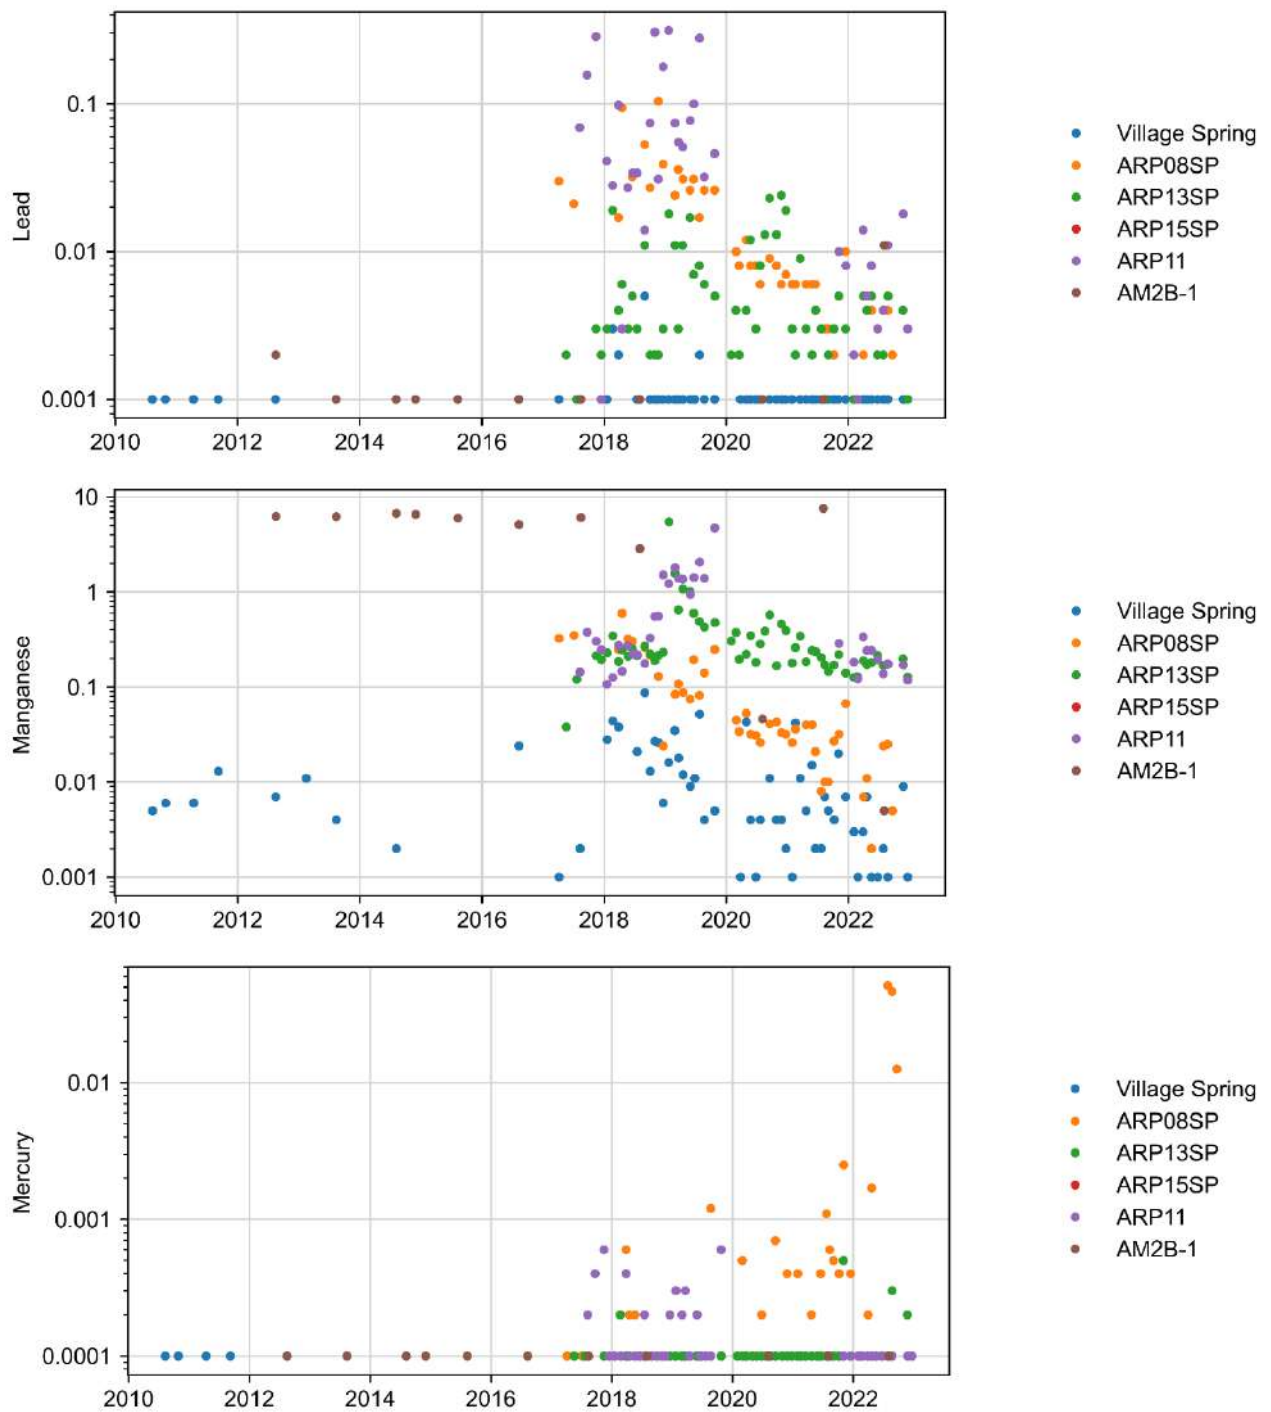 Lead
0.1
0.01
0.001
2010 2012 2014 2016 2018 2020 2022
Village Spring
ARP08SP
ARP13SP
ARP15SP
ARP11
AM2B-1
Manganese
10
1
0.1
0.01
0.001
2010 2012 2014 2016 2018 2020 2022
Village Spring
ARP08SP
ARP13SP
ARP15SP
ARP11
AM2B-1
Mercury
0.01
0.001
0.0001
2010 2012 2014 2016 2018 2020 2022
Village Spring
ARP08SP
ARP13SP
ARP15SP
ARP11
AM2B-1